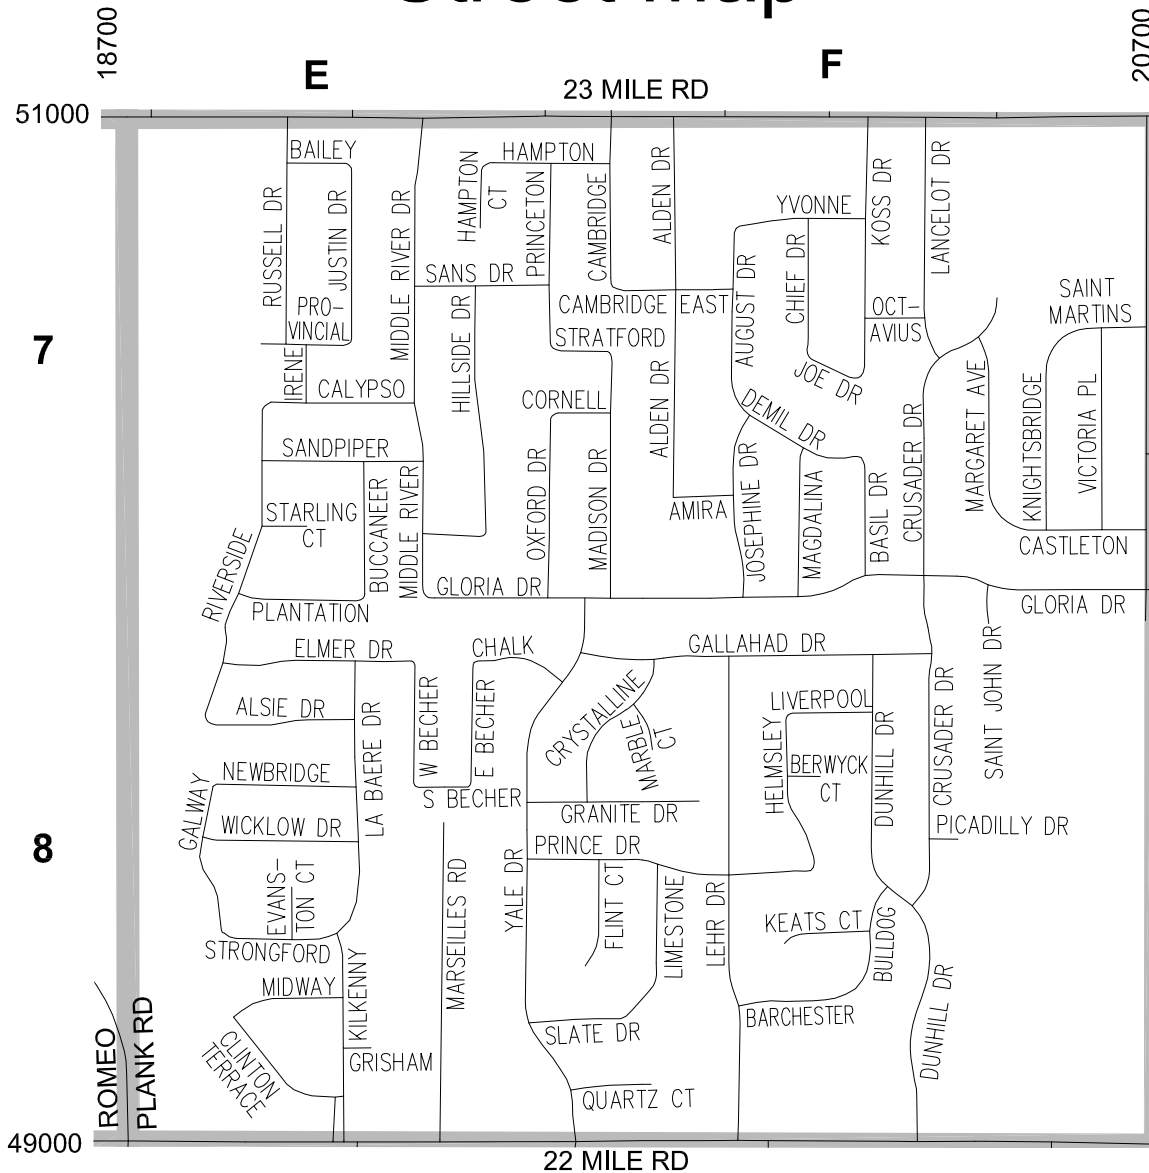 Street Map
18700
20700
E
F
23 MILE RD
51000
BAILEY
HAMPTON
HAMPTON
CT
PRINCETON
CAMBRIDGE
ALDEN DR
KOSS DR
LANCELOT DR
RUSSELL DR
JUSTIN DR
MIDDLE RIVER DR
YVONNE
CHIEF DR
AUGUST DR
SANS DR
CAMBRIDGE EAST
PRO-
VINCIAL
OCT-
AVIUS
SAINT
MARTINS
7
HILLSIDE DR
STRATFORD
IRENE
CALYPSO
JOE DR
CORNELL
ALDEN DR
DEMIL DR
CRUSADER DR
MARGARET AVE
KNIGHTSBRIDGE
VICTORIA PL
SANDPIPER
STARLING
CT
BUCCANEER
MIDDLE RIVER
OXFORD DR
MADISON DR
AMIRA
JOSEPHINE DR
MAGDALINA
BASIL DR
CASTLETON
RIVERSIDE
PLANTATION
GLORIA DR
GLORIA DR
ELMER DR
CHALK
GALLAHAD DR
SAINT JOHN DR
ALSIE DR
LA BAERE DR
W BECHER
E BECHER
CRYSTALLINE
MARBLE
CT
LIVERPOOL
HELMSLEY
BERWYCK
CT
DUNHILL DR
CRUSADER DR
NEWBRIDGE
S BECHER
GALWAY
WICKLOW DR
GRANITE DR
PICADILLY DR
8
PRINCE DR
EVANS-
TON CT
MARSEILLES RD
YALE DR
FLINT CT
LIMESTONE
LEHR DR
KEATS CT
BULLDOG
STRONGFORD
MIDWAY
KILKENNY
SLATE DR
BARCHESTER
DUNHILL DR
CLINTON
TERRACE
GRISHAM
QUARTZ CT
ROMEO
PLANK RD
49000
22 MILE RD